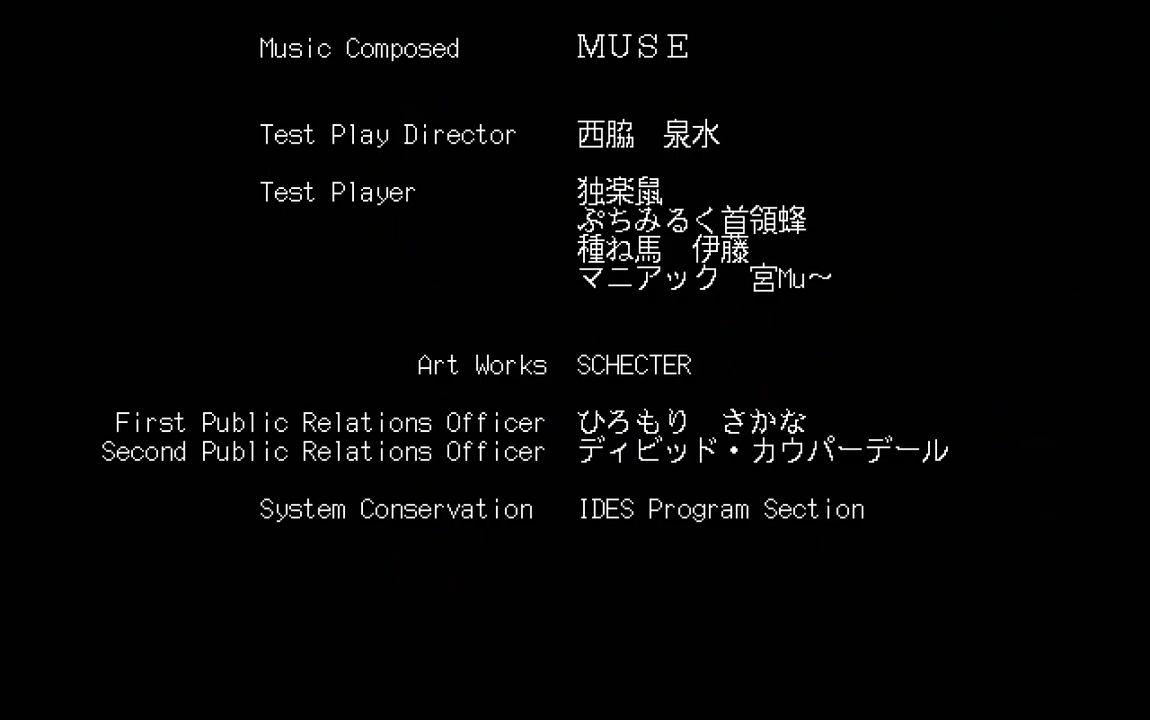 Music Composed MUSE
Test Play Director 西脇　泉水
Test Player 独楽鼠
ぷちみるく首領蜂
種ね馬　伊藤
マニアック　宮Mu～
Art Works SCHECTER
First Public Relations Officer ひろもり　さかな
Second Public Relations Officer ディビッド・カウパーデール
System Conservation IDES Program Section